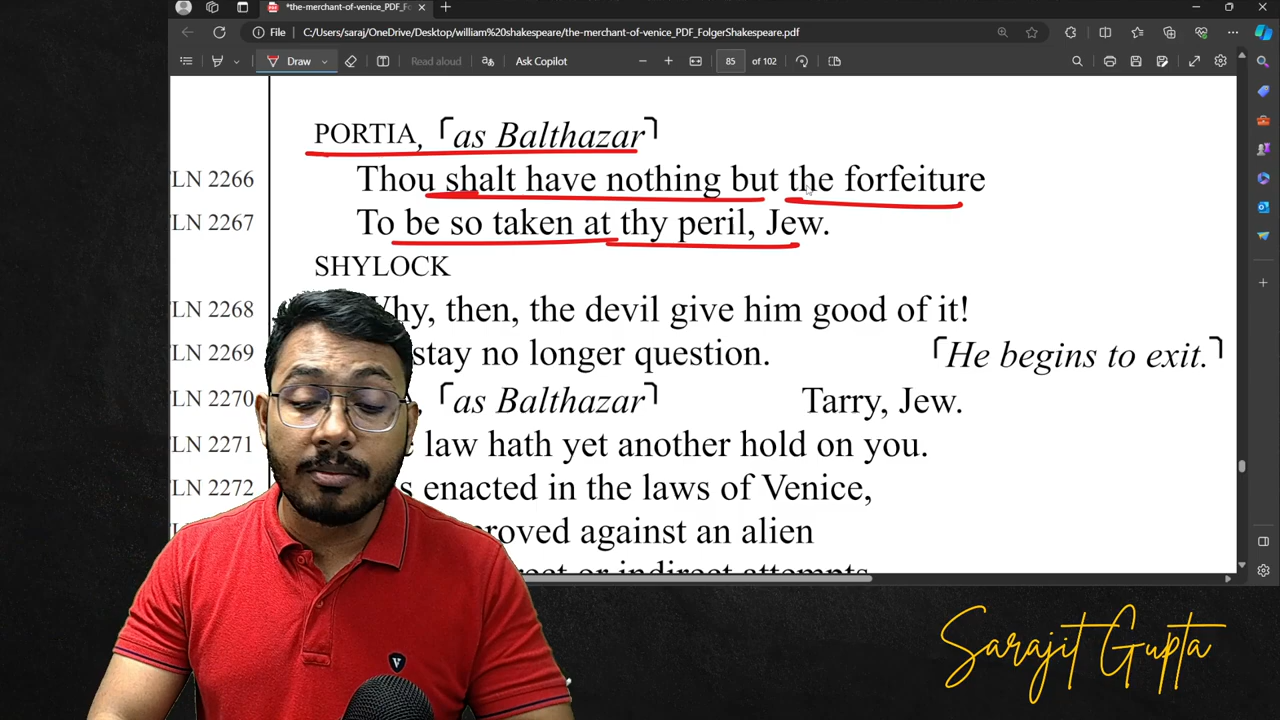 *the-merchant-of-venice_PDF_F
File
C:/Users/saraj/OneDrive/Desktop/william%20shakespeare/the-merchant-of-venice_PDF_FolgerShakespeare.pdf
Draw
Read aloud
Ask Copilot
85 of 102
PORTIA, ⌜as Balthazar⌝
LN 2266 Thou shalt have nothing but the forfeiture
LN 2267 To be so taken at thy peril, Jew.
SHYLOCK
LN 2268 Why, then, the devil give him good of it!
LN 2269 stay no longer question. ⌜He begins to exit.⌝
LN 2270 , ⌜as Balthazar⌝ Tarry, Jew.
LN 2271 law hath yet another hold on you.
LN 2272 enacted in the laws of Venice,
against an alien
or indirect attempts
Sarajit Gupta